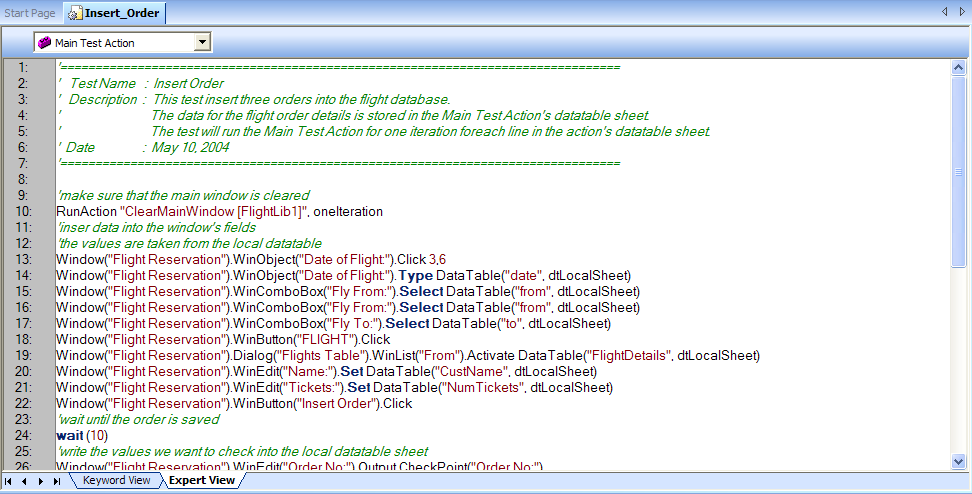 Start Page Insert_Order
Main Test Action
1: '================================================================================
2: ' Test Name : Insert Order
3: ' Description : This test insert three orders into the flight database.
4: ' The data for the flight order details is stored in the Main Test Action's datatable sheet.
5: ' The test will run the Main Test Action for one iteration foreach line in the action's datatable sheet.
6: ' Date : May 10, 2004
7: '================================================================================
8:
9: 'make sure that the main window is cleared
10: RunAction "ClearMainWindow [FlightLib1]", oneIteration
11: 'inser data into the window's fields
12: 'the values are taken from the local datatable
13: Window("Flight Reservation").WinObject("Date of Flight:").Click 3,6
14: Window("Flight Reservation").WinObject("Date of Flight:").Type DataTable("date", dtLocalSheet)
15: Window("Flight Reservation").WinComboBox("Fly From:").Select DataTable("from", dtLocalSheet)
16: Window("Flight Reservation").WinComboBox("Fly From:").Select DataTable("from", dtLocalSheet)
17: Window("Flight Reservation").WinComboBox("Fly To:").Select DataTable("to", dtLocalSheet)
18: Window("Flight Reservation").WinButton("FLIGHT").Click
19: Window("Flight Reservation").Dialog("Flights Table").WinList("From").Activate DataTable("FlightDetails", dtLocalSheet)
20: Window("Flight Reservation").WinEdit("Name:").Set DataTable("CustName", dtLocalSheet)
21: Window("Flight Reservation").WinEdit("Tickets:").Set DataTable("NumTickets", dtLocalSheet)
22: Window("Flight Reservation").WinButton("Insert Order").Click
23: 'wait until the order is saved
24: wait (10)
25: 'write the values we want to check into the local datatable sheet
26: Window("Flight Reservation").WinEdit("Order No:").Output CheckPoint("Order No:")
Keyword View Expert View